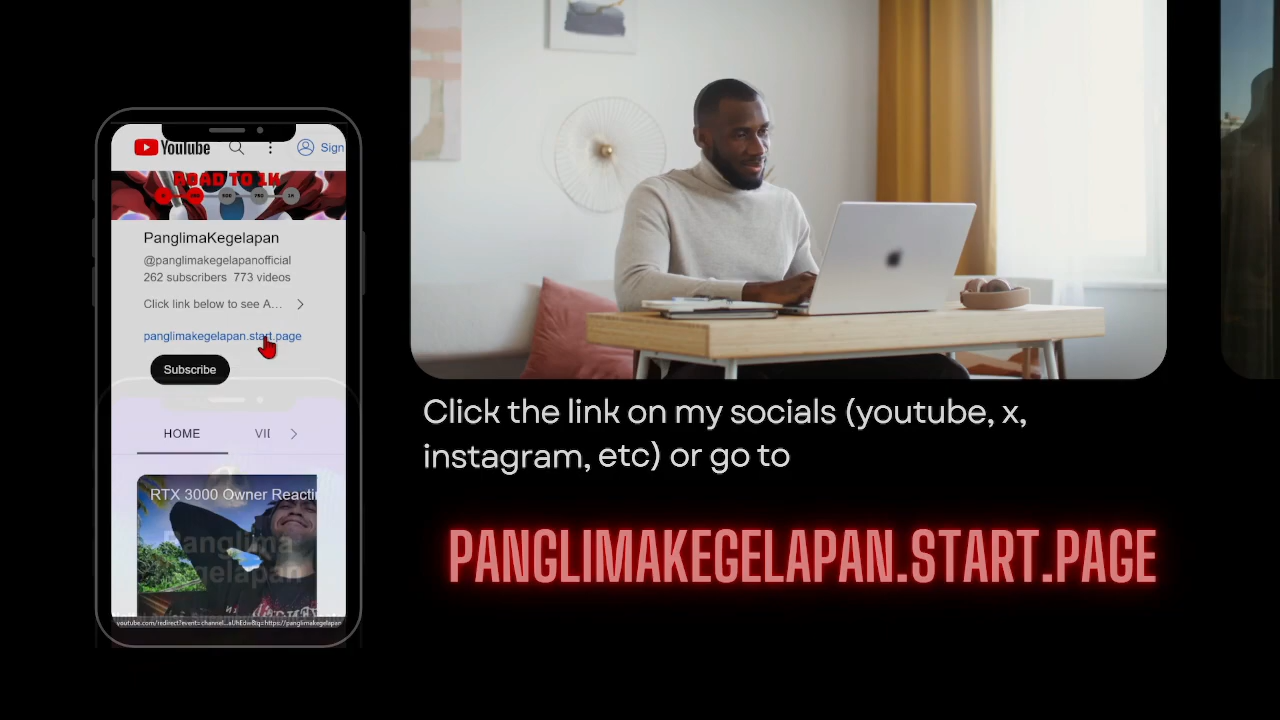 YouTube
Sign
ROAD TO 1K
PanglimaKegelapan
@panglimakegelapanofficial
262 subscribers 773 videos
Click link below to see A...
panglimakegelapan.start.page
Subscribe
HOME
RTX 3000 Owner Reacti
Panglima
gelapan
Click the link on my socials (youtube, x,
instagram, etc) or go to
PANGLIMAKEGELAPAN.START.PAGE